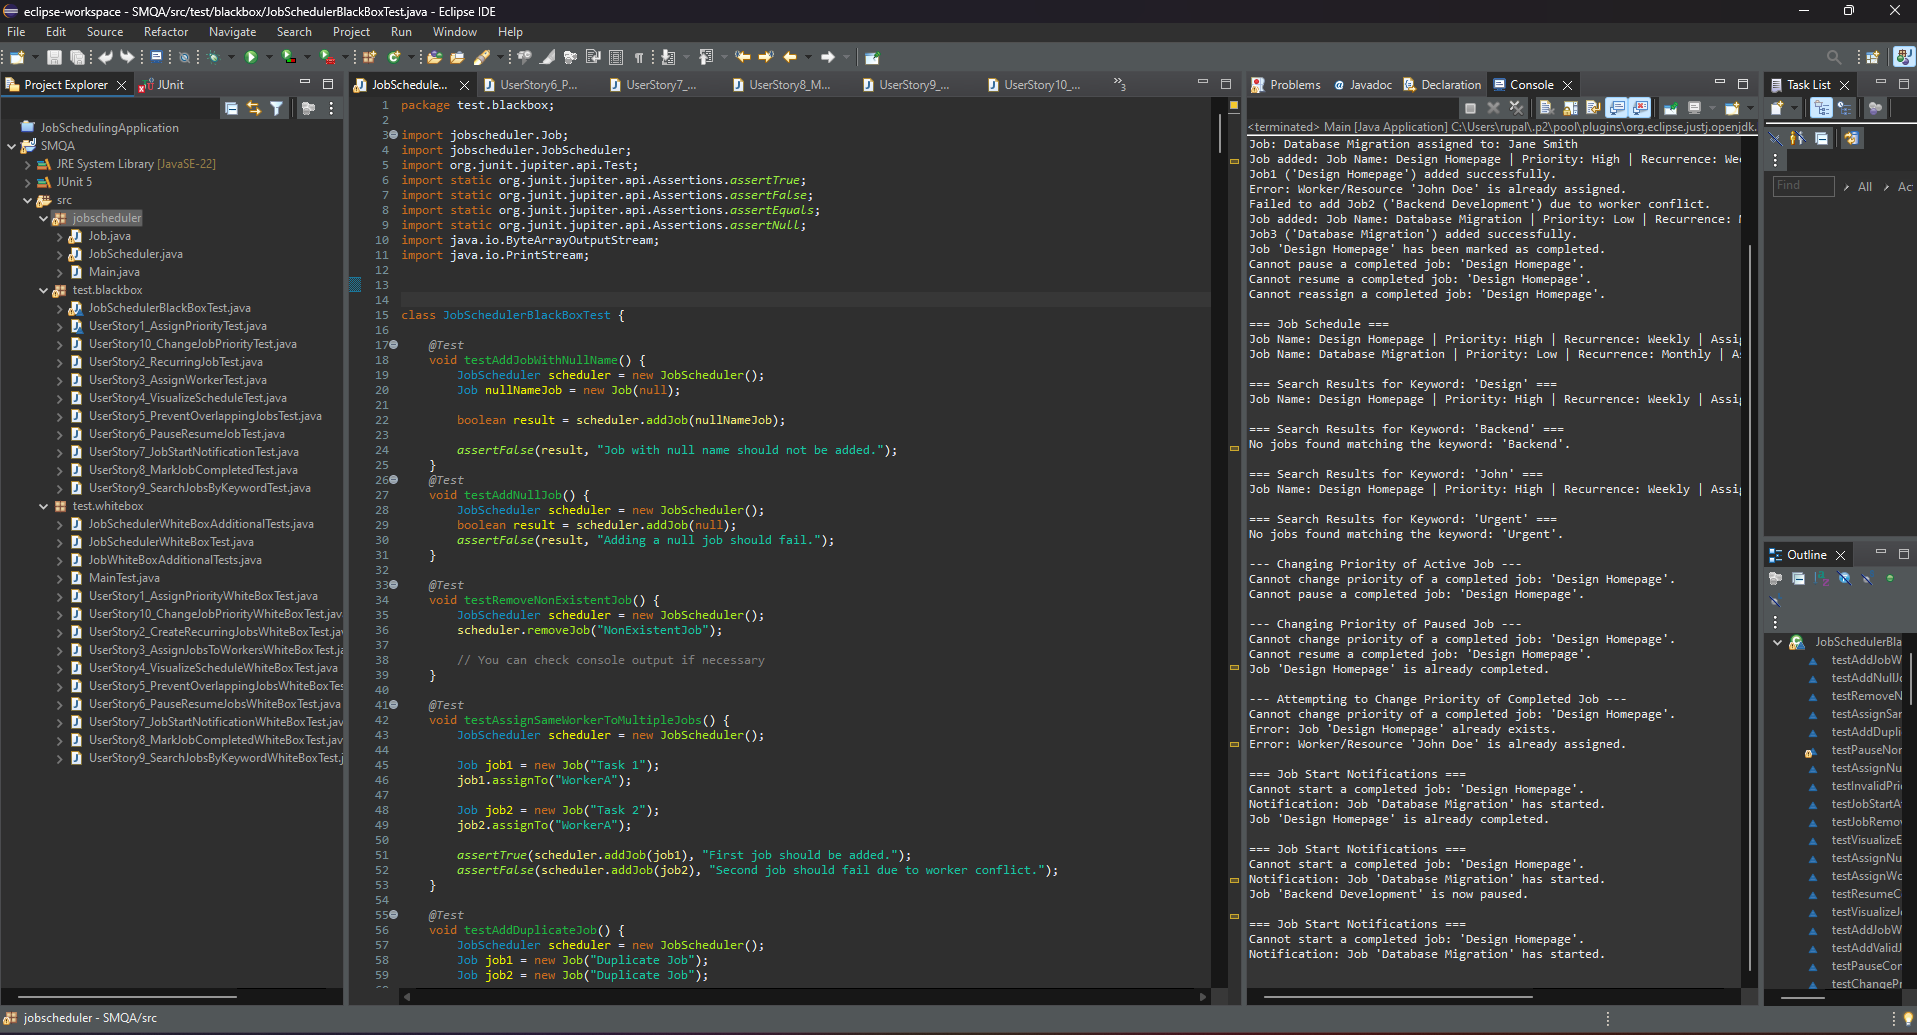 eclipse-workspace - SMQA/src/test/blackbox/JobSchedulerBlackBoxTest.java - Eclipse IDE
File Edit Source Refactor Navigate Search Project Run Window Help
Project Explorer JUnit
JobSchedulingApplication
SMQA
JRE System Library [JavaSE-22]
JUnit 5
src
jobscheduler
Job.java
JobScheduler.java
Main.java
test.blackbox
JobSchedulerBlackBoxTest.java
UserStory1_AssignPriorityTest.java
UserStory10_ChangeJobPriorityTest.java
UserStory2_RecurringJobTest.java
UserStory3_AssignWorkerTest.java
UserStory4_VisualizeScheduleTest.java
UserStory5_PreventOverlappingJobsTest.java
UserStory6_PauseResumeJobTest.java
UserStory7_JobStartNotificationTest.java
UserStory8_MarkJobCompletedTest.java
UserStory9_SearchJobsByKeywordTest.java
test.whitebox
JobSchedulerWhiteBoxAdditionalTests.java
JobSchedulerWhiteBoxTest.java
JobWhiteBoxAdditionalTests.java
MainTest.java
UserStory1_AssignPriorityWhiteBoxTest.java
UserStory10_ChangeJobPriorityWhiteBoxTest.jav
UserStory2_CreateRecurringJobsWhiteBoxTest.ja
UserStory3_AssignJobsToWorkersWhiteBoxTest.ja
UserStory4_VisualizeScheduleWhiteBoxTest.java
UserStory5_PreventOverlappingJobsWhiteBoxTes
UserStory6_PauseResumeJobsWhiteBoxTest.java
UserStory7_JobStartNotificationWhiteBoxTest.jav
UserStory8_MarkJobCompletedWhiteBoxTest.jav
UserStory9_SearchJobsByKeywordWhiteBoxTest.j
JobSchedule... UserStory6_P... UserStory7_... UserStory8_M... UserStory9_... UserStory10_... »3
1 package test.blackbox;
2
3 import jobscheduler.Job;
4 import jobscheduler.JobScheduler;
5 import org.junit.jupiter.api.Test;
6 import static org.junit.jupiter.api.Assertions.assertTrue;
7 import static org.junit.jupiter.api.Assertions.assertFalse;
8 import static org.junit.jupiter.api.Assertions.assertEquals;
9 import static org.junit.jupiter.api.Assertions.assertNull;
10 import java.io.ByteArrayOutputStream;
11 import java.io.PrintStream;
12
13
14
15 class JobSchedulerBlackBoxTest {
16
17 @Test
18 void testAddJobWithNullName() {
19 JobScheduler scheduler = new JobScheduler();
20 Job nullNameJob = new Job(null);
21
22 boolean result = scheduler.addJob(nullNameJob);
23
24 assertFalse(result, "Job with null name should not be added.");
25 }
26 @Test
27 void testAddNullJob() {
28 JobScheduler scheduler = new JobScheduler();
29 boolean result = scheduler.addJob(null);
30 assertFalse(result, "Adding a null job should fail.");
31 }
32
33 @Test
34 void testRemoveNonExistentJob() {
35 JobScheduler scheduler = new JobScheduler();
36 scheduler.removeJob("NonExistentJob");
37
38 // You can check console output if necessary
39 }
40
41 @Test
42 void testAssignSameWorkerToMultipleJobs() {
43 JobScheduler scheduler = new JobScheduler();
44
45 Job job1 = new Job("Task 1");
46 job1.assignTo("WorkerA");
47
48 Job job2 = new Job("Task 2");
49 job2.assignTo("WorkerA");
50
51 assertTrue(scheduler.addJob(job1), "First job should be added.");
52 assertFalse(scheduler.addJob(job2), "Second job should fail due to worker conflict.");
53 }
54
55 @Test
56 void testAddDuplicateJob() {
57 JobScheduler scheduler = new JobScheduler();
58 Job job1 = new Job("Duplicate Job");
59 Job job2 = new Job("Duplicate Job");
Problems Javadoc Declaration Console
<terminated> Main [Java Application] C:\Users\rupal\.p2\pool\plugins\org.eclipse.justj.openjdk.
Job: Database Migration assigned to: Jane Smith
Job added: Job Name: Design Homepage | Priority: High | Recurrence: Wee
Job1 ('Design Homepage') added successfully.
Error: Worker/Resource 'John Doe' is already assigned.
Failed to add Job2 ('Backend Development') due to worker conflict.
Job added: Job Name: Database Migration | Priority: Low | Recurrence: M
Job3 ('Database Migration') added successfully.
Job 'Design Homepage' has been marked as completed.
Cannot pause a completed job: 'Design Homepage'.
Cannot resume a completed job: 'Design Homepage'.
Cannot reassign a completed job: 'Design Homepage'.
=== Job Schedule ===
Job Name: Design Homepage | Priority: High | Recurrence: Weekly | Assig
Job Name: Database Migration | Priority: Low | Recurrence: Monthly | As
=== Search Results for Keyword: 'Design' ===
Job Name: Design Homepage | Priority: High | Recurrence: Weekly | Assig
=== Search Results for Keyword: 'Backend' ===
No jobs found matching the keyword: 'Backend'.
=== Search Results for Keyword: 'John' ===
Job Name: Design Homepage | Priority: High | Recurrence: Weekly | Assig
=== Search Results for Keyword: 'Urgent' ===
No jobs found matching the keyword: 'Urgent'.
--- Changing Priority of Active Job ---
Cannot change priority of a completed job: 'Design Homepage'.
Cannot pause a completed job: 'Design Homepage'.
--- Changing Priority of Paused Job ---
Cannot change priority of a completed job: 'Design Homepage'.
Cannot resume a completed job: 'Design Homepage'.
Job 'Design Homepage' is already completed.
--- Attempting to Change Priority of Completed Job ---
Cannot change priority of a completed job: 'Design Homepage'.
Error: Job 'Design Homepage' already exists.
Error: Worker/Resource 'John Doe' is already assigned.
=== Job Start Notifications ===
Cannot start a completed job: 'Design Homepage'.
Notification: Job 'Database Migration' has started.
Job 'Design Homepage' is already completed.
=== Job Start Notifications ===
Cannot start a completed job: 'Design Homepage'.
Notification: Job 'Database Migration' has started.
Job 'Backend Development' is now paused.
=== Job Start Notifications ===
Cannot start a completed job: 'Design Homepage'.
Notification: Job 'Database Migration' has started.
Task List
Find All Ac
Outline
JobSchedulerBla
testAddJobW
testAddNullJo
testRemoveN
testAssignSar
testAddDupli
testPauseNor
testAssignNu
testInvalidPri
testJobStartA
testJobRemov
testVisualizeE
testAssignNu
testAssignWo
testResumeC
testVisualizeJ
testAddJobW
testAddValidJ
testPauseCor
testChangePr
jobscheduler - SMQA/src